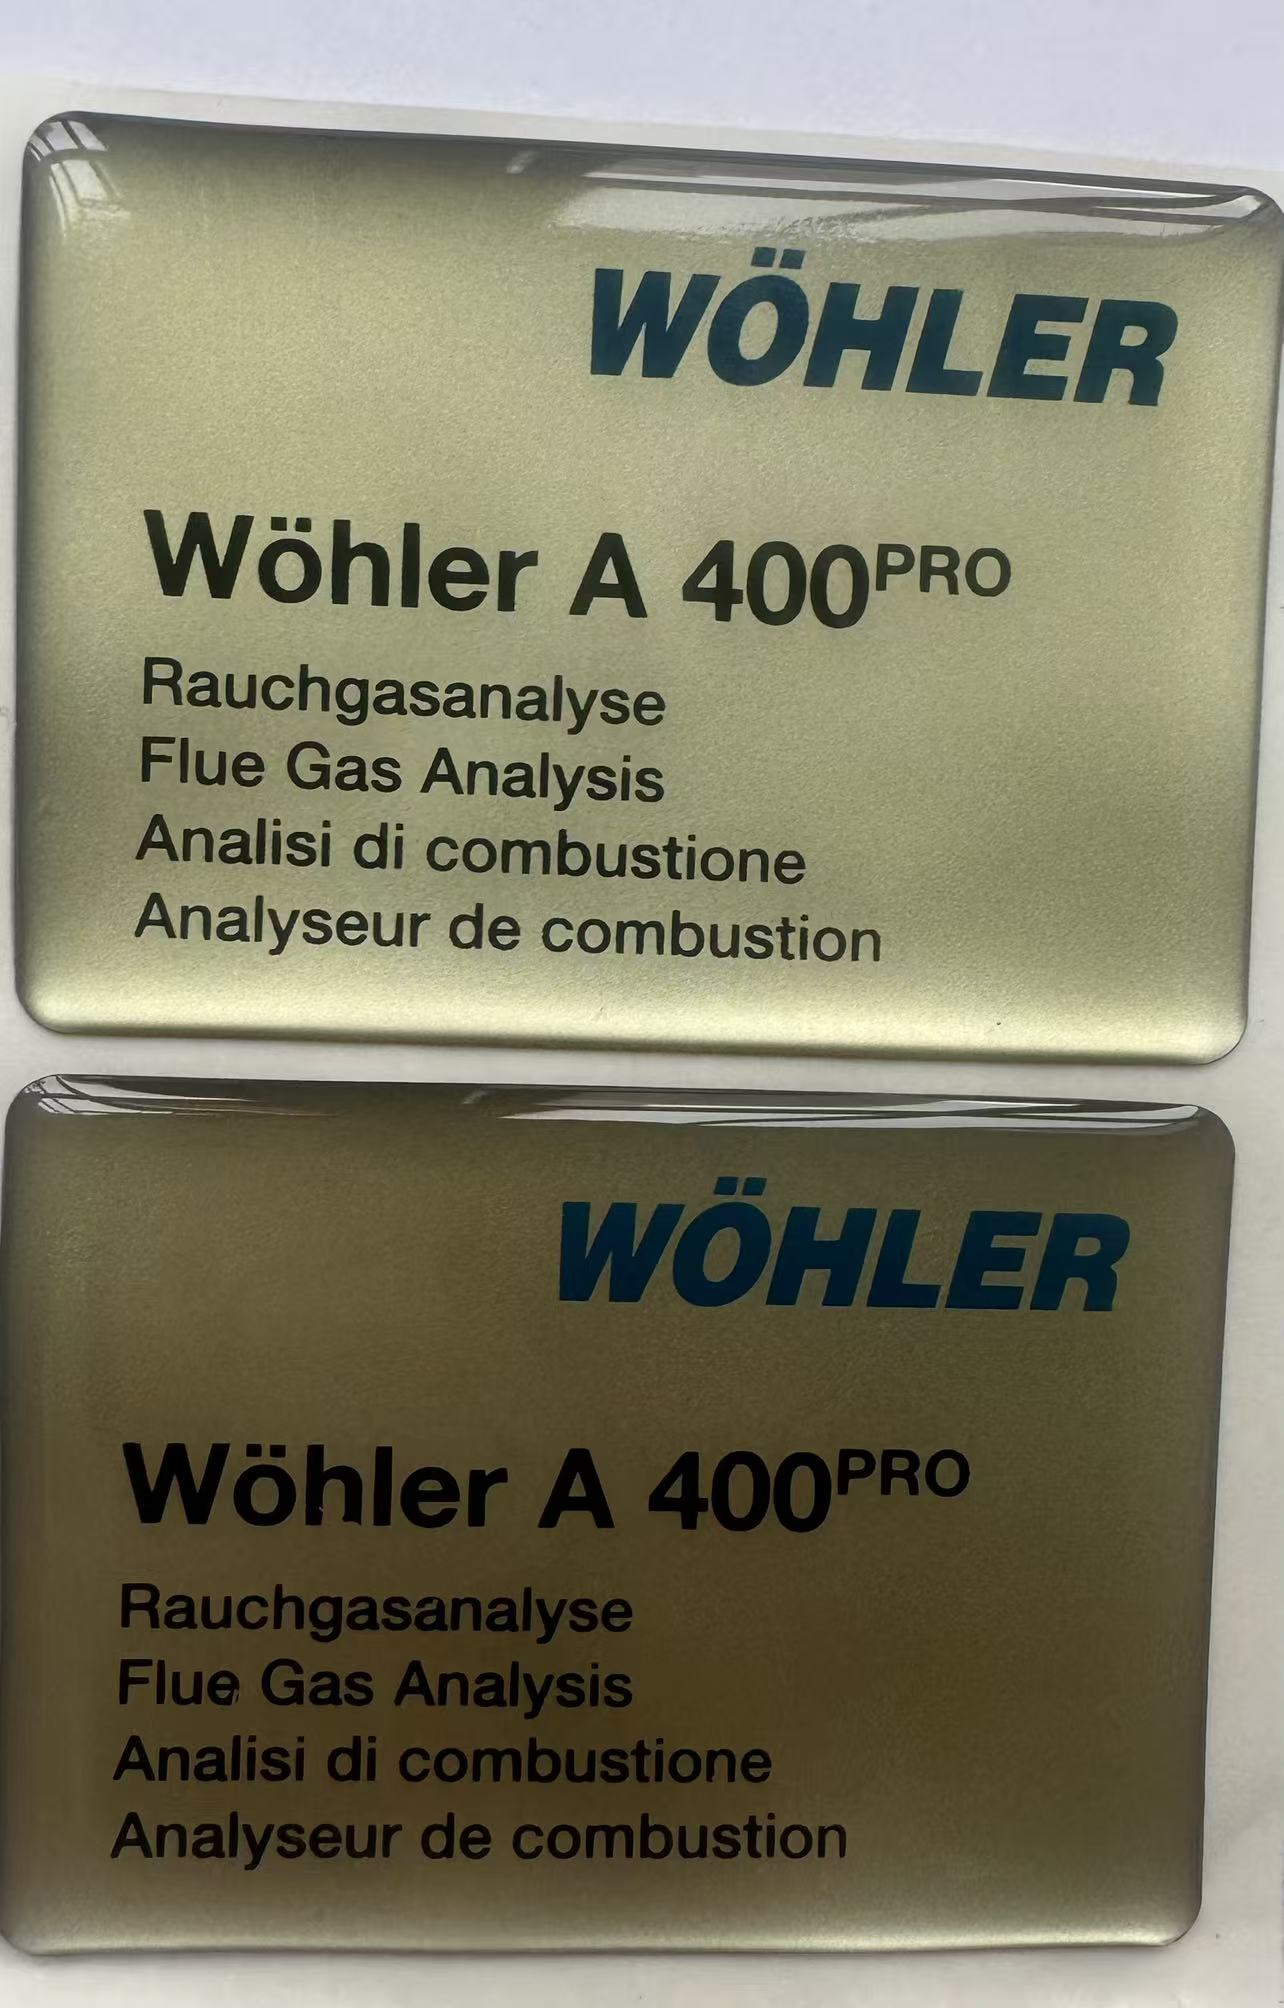 WÖHLER
Wöhler A 400PRO
Rauchgasanalyse
Flue Gas Analysis
Analisi di combustione
Analyseur de combustion
WÖHLER
Wöhler A 400PRO
Rauchgasanalyse
Flue Gas Analysis
Analisi di combustione
Analyseur de combustion